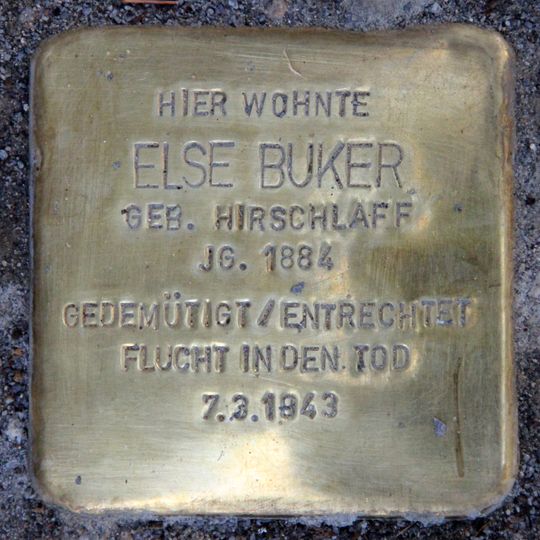 HIER WOHNTE
ELSE BUKER
GEB. HIRSCHLAFF
JG. 1884
GEDEMÜTIGT/ENTRECHTET
FLUCHT IN DEN TOD
7.3.1943